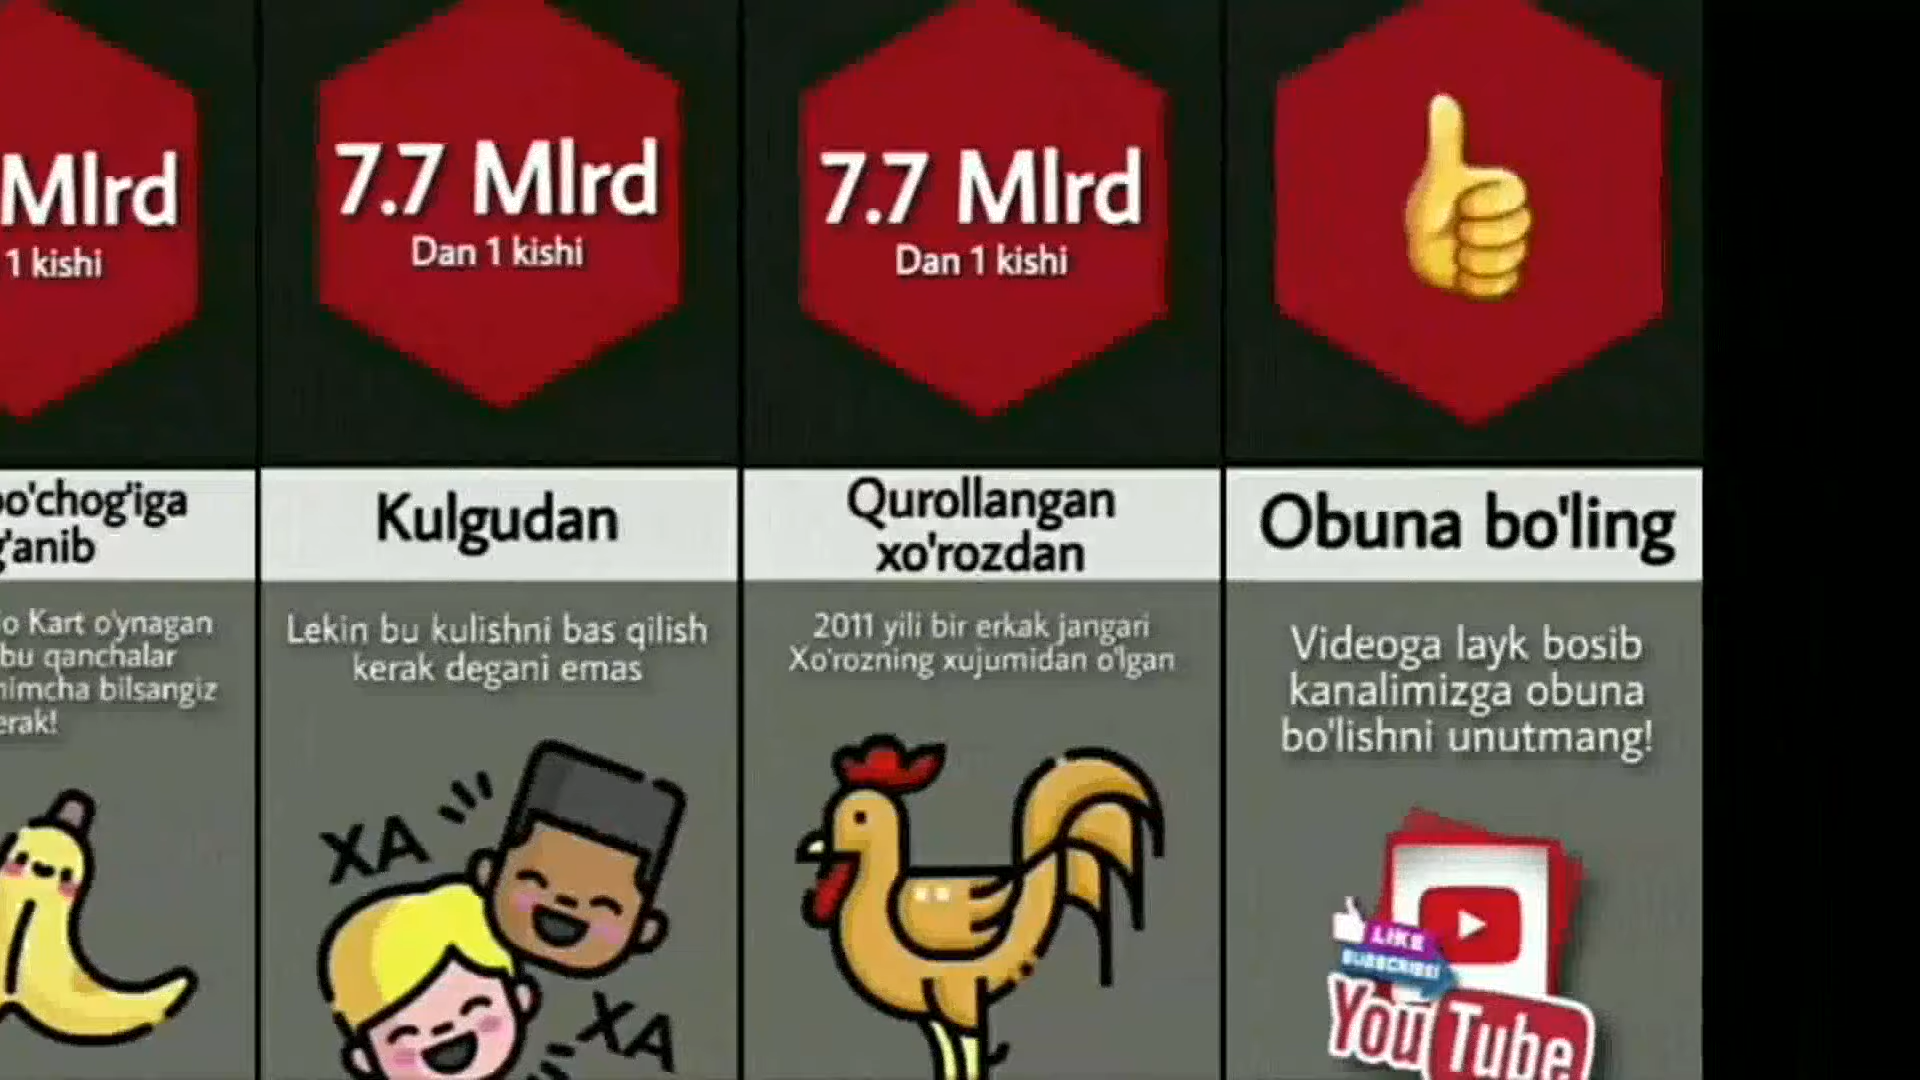 Mlrd
1 kishi
7.7 Mlrd
Dan 1 kishi
7.7 Mlrd
Dan 1 kishi
o'chog'iga
'anib
Kulgudan
Qurollangan
xo'rozdan
Obuna bo'ling
o Kart o'ynagan
bu qanchalar
imcha bilsangiz
erak!
Lekin bu kulishni bas qilish
kerak degani emas
2011 yili bir erkak jangari
Xo'rozning xujumidan o'lgan
Videoga layk bosib
kanalimizga obuna
bo'lishni unutmang!
XA
XA
LIKE
SUBSCRIBE!
YouTube